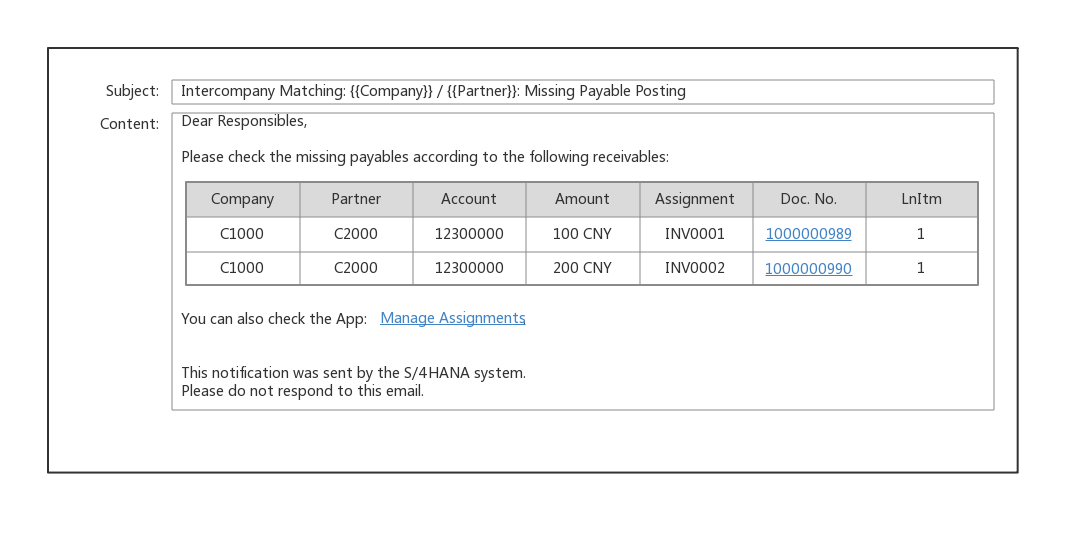 Subject: Intercompany Matching: {{Company}} / {{Partner}}: Missing Payable Posting
Content: Dear Responsibles,
Please check the missing payables according to the following receivables:
Company Partner Account Amount Assignment Doc. No. LnItm
C1000 C2000 12300000 100 CNY INV0001 1000000989 1
C1000 C2000 12300000 200 CNY INV0002 1000000990 1
You can also check the App: Manage Assignments
This notification was sent by the S/4HANA system.
Please do not respond to this email.